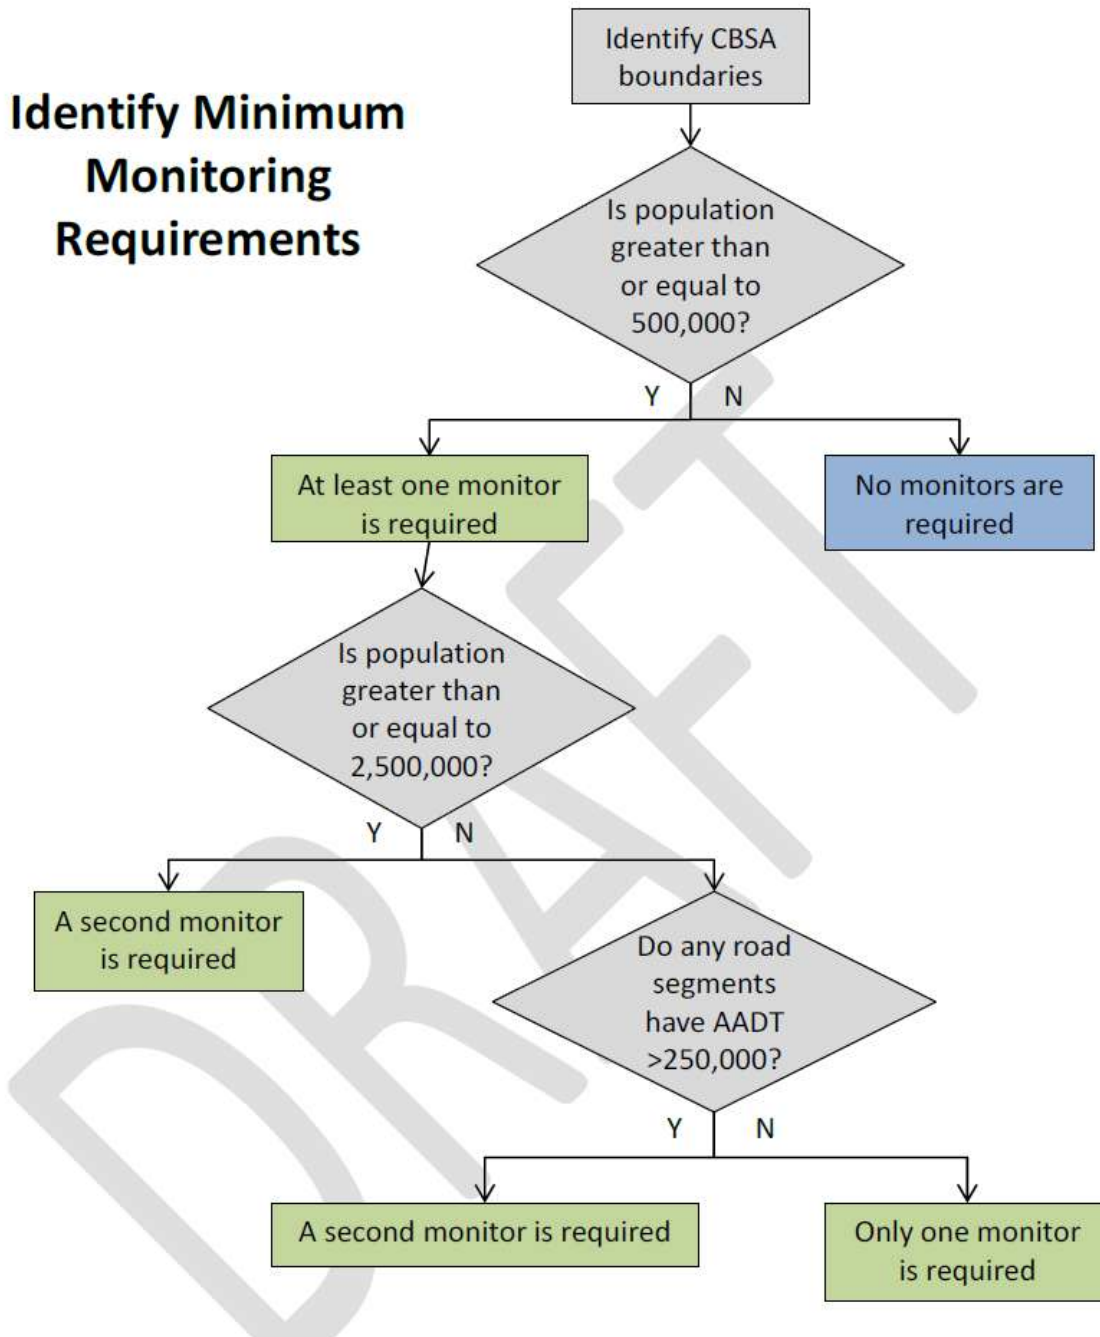 Identify CBSA
boundaries
Identify Minimum
Monitoring
Requirements
Is population
greater than
or equal to
500,000?
Y
N
At least one monitor
is required
No monitors are
required
Is population
greater than
or equal to
2,500,000?
Y
N
A second monitor
is required
Do any road
segments
have AADT
>250,000?
Y
N
A second monitor is required
Only one monitor
is required
DRAFT